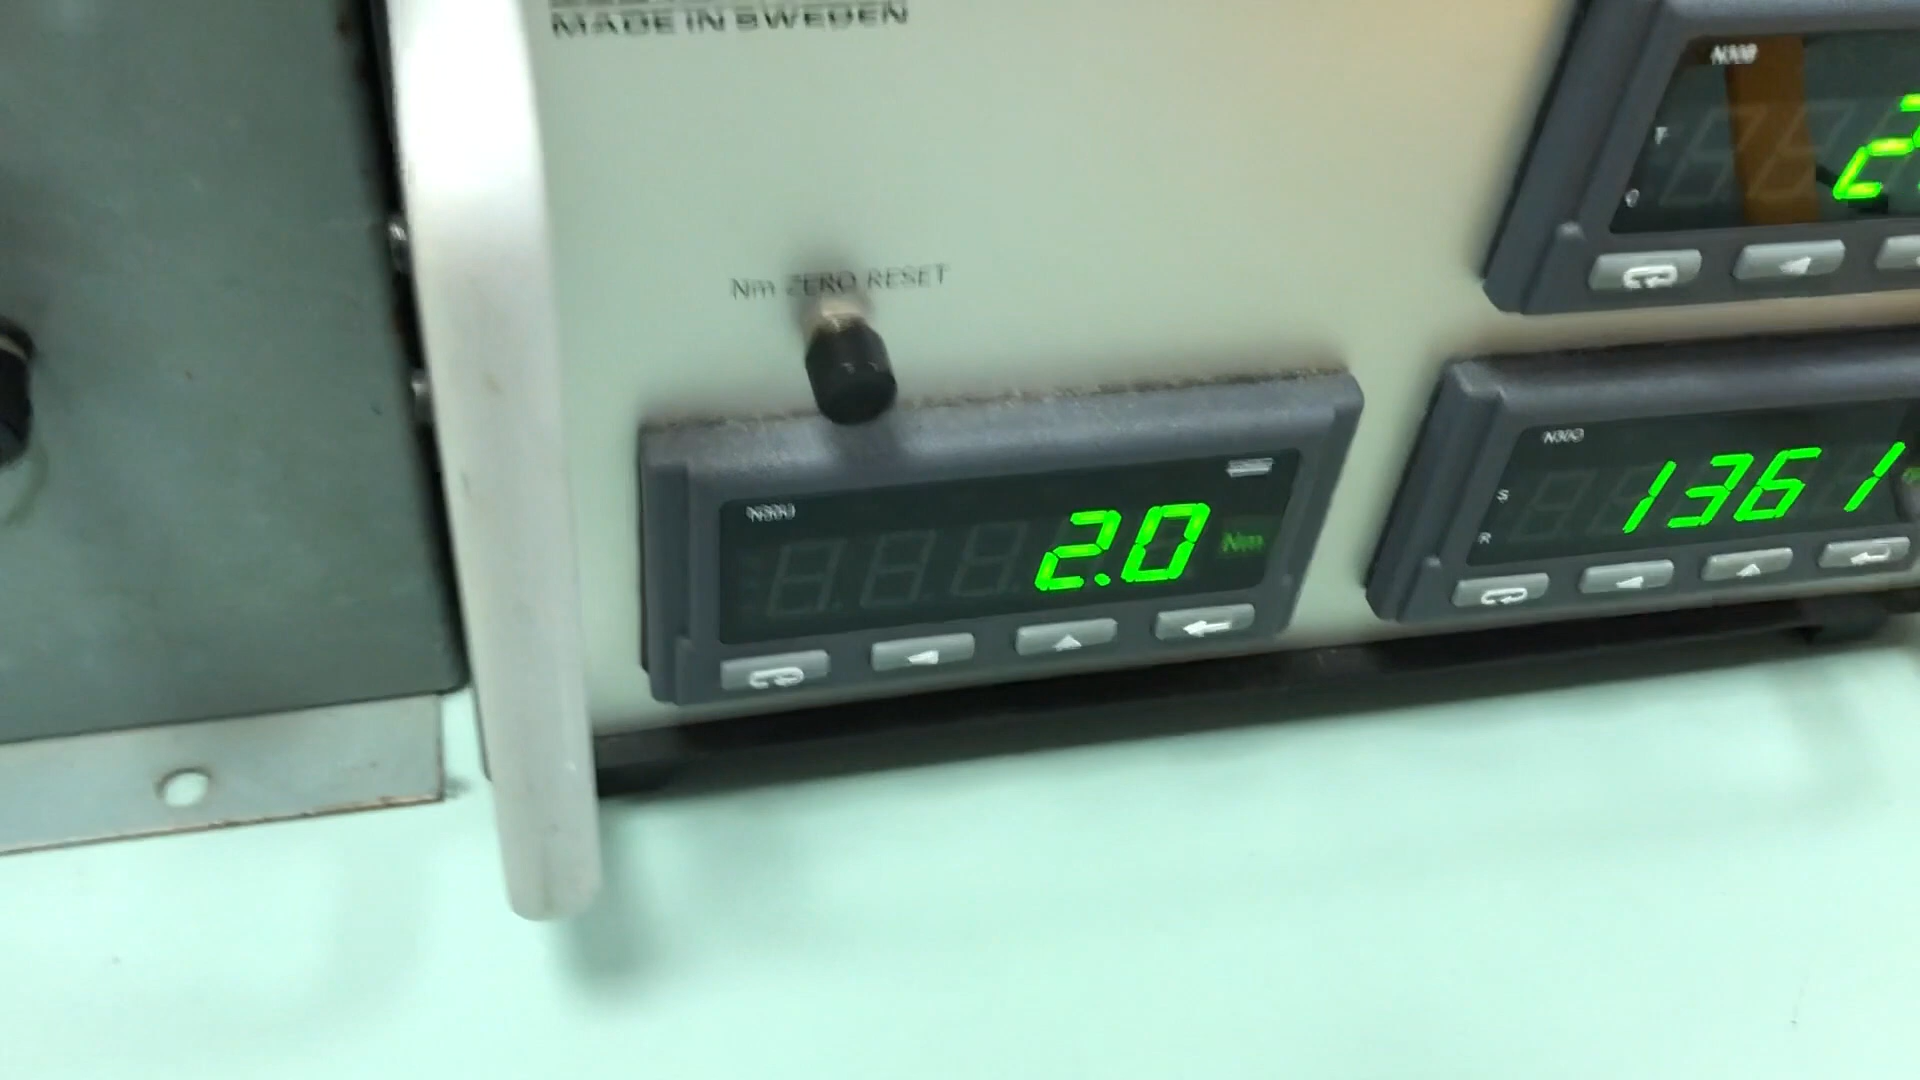 MADE IN SWEDEN
Nm ZERO RESET
N30U
2.0 Nm
1361
S
R